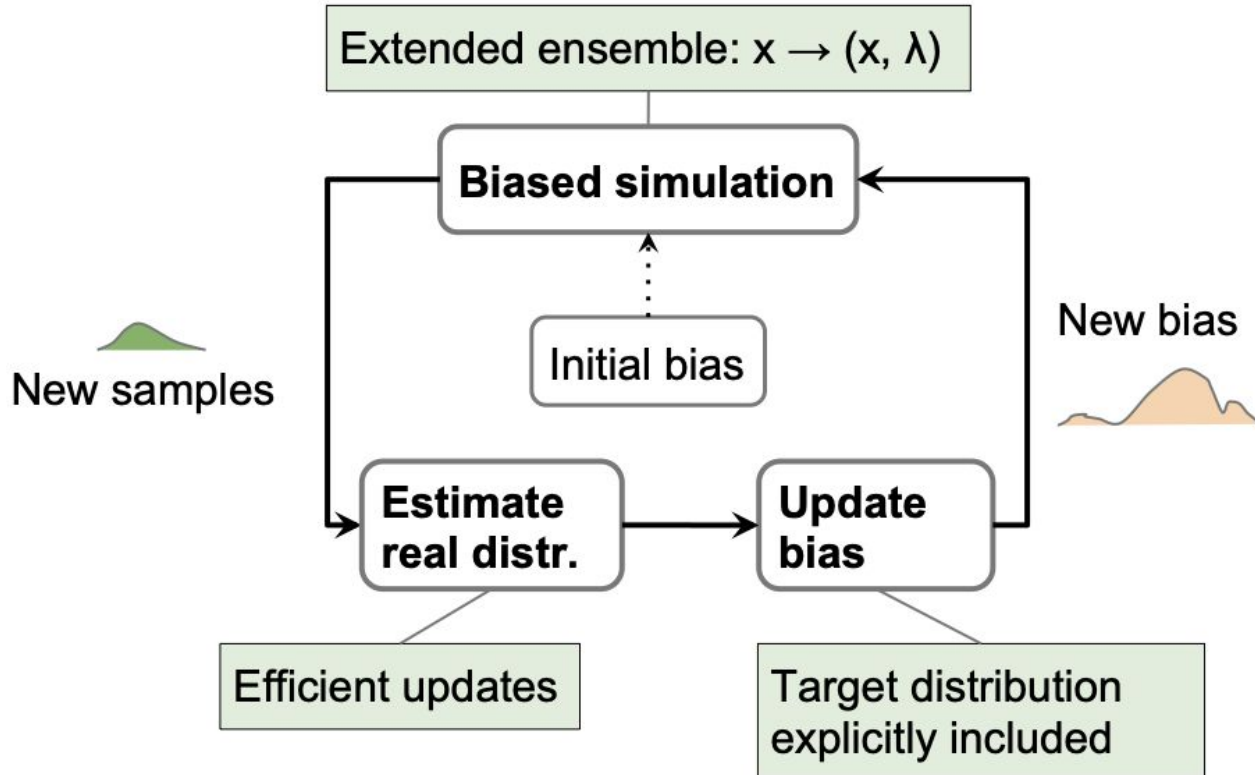 Extended ensemble: x → (x, λ)
Biased simulation
Initial bias
New bias
New samples
Estimate
real distr.
Update
bias
Efficient updates
Target distribution
explicitly included